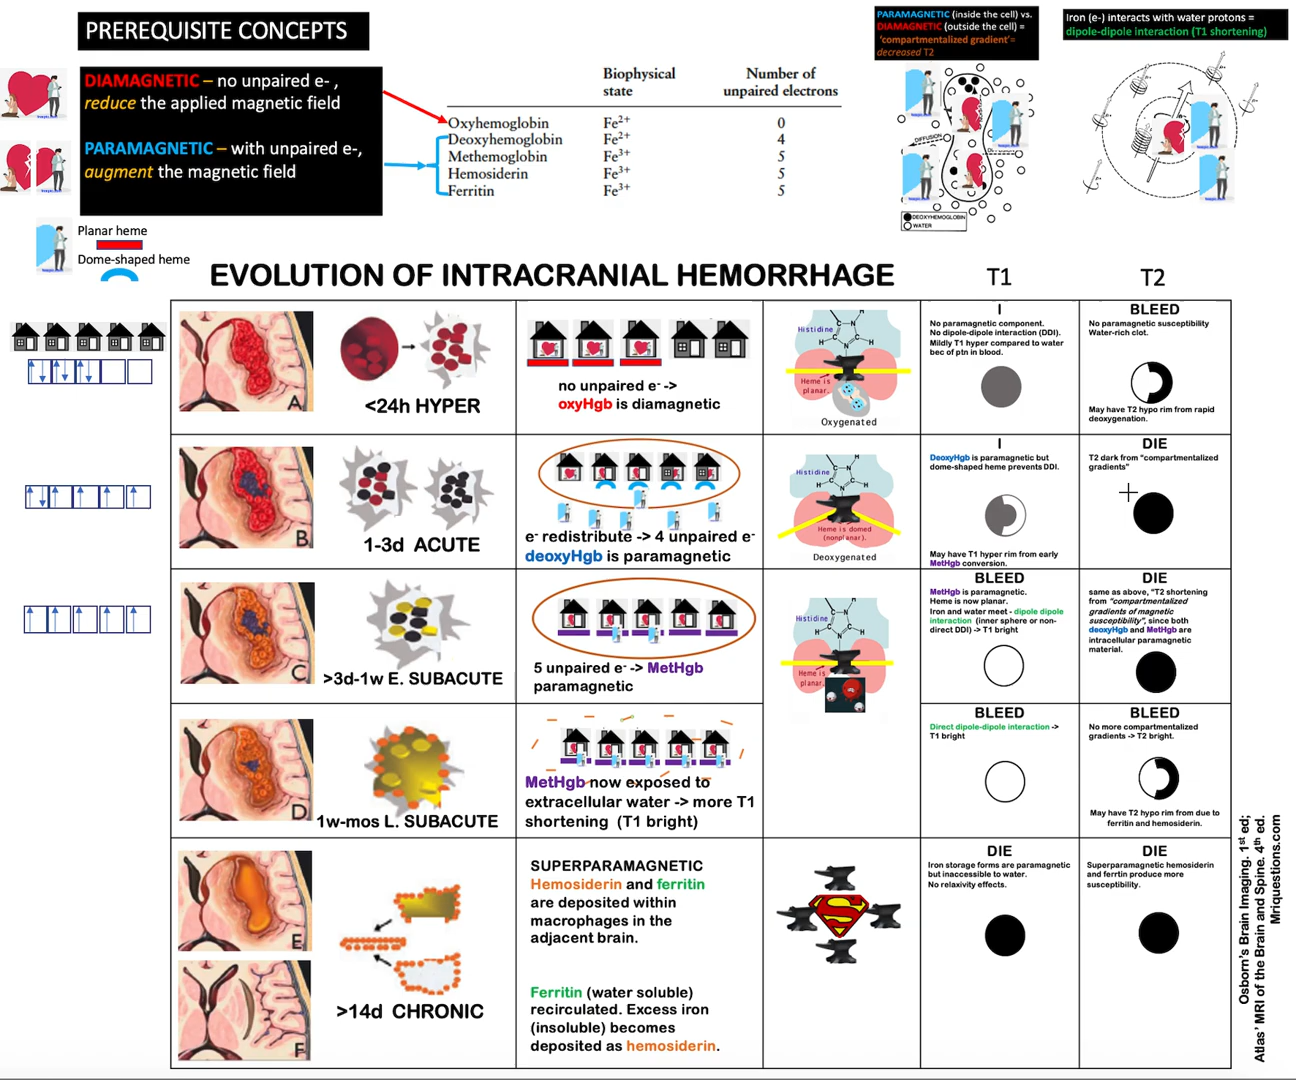 PREREQUISITE CONCEPTS
DIAMAGNETIC – no unpaired e-,
reduce the applied magnetic field
PARAMAGNETIC – with unpaired e-,
augment the magnetic field
Planar heme
Dome-shaped heme
Biophysical
state
Number of
unpaired electrons
Oxyhemoglobin Fe2+ 0
Deoxyhemoglobin Fe2+ 4
Methemoglobin Fe3+ 5
Hemosiderin Fe3+ 5
Ferritin Fe3+ 5
PARAMAGNETIC (inside the cell) vs.
DIAMAGNETIC (outside the cell) =
'compartmentalized gradient'=
decreased T2
DIFFUSION
DEOXYHEMOGLOBIN
WATER
Iron (e-) interacts with water protons =
dipole-dipole interaction (T1 shortening)
EVOLUTION OF INTRACRANIAL HEMORRHAGE
T1
T2
A
<24h HYPER
no unpaired e- ->
oxyHgb is diamagnetic
Histidine
N
C
C
H
N
H
Heme is
planar.
Oxygenated
I
No paramagnetic component.
No dipole-dipole interaction (DDI).
Mildly T1 hyper compared to water
bec of ptn in blood.
BLEED
No paramagnetic susceptibility
Water-rich clot.
May have T2 hypo rim from rapid
deoxygenation.
B
1-3d ACUTE
e- redistribute -> 4 unpaired e-
deoxyHgb is paramagnetic
Histidine
H
N
C
C
H
N
H
Heme is domed
(nonplanar).
Deoxygenated
I
DeoxyHgb is paramagnetic but
dome-shaped heme prevents DDI.
May have T1 hyper rim from early
MetHgb conversion.
DIE
T2 dark from "compartmentalized
gradients"
C
>3d-1w E. SUBACUTE
5 unpaired e- -> MetHgb
paramagnetic
Histidine
H
N
C
C
H
N
H
Heme is
planar.
BLEED
MetHgb is paramagnetic.
Heme is now planar.
Iron and water meet - dipole dipole
interaction (inner sphere or non-
direct DDI) -> T1 bright
DIE
same as above, "T2 shortening
from "compartmentalized
gradients of magnetic
susceptibility", since both
deoxyHgb and MetHgb are
intracellular paramagnetic
material.
D
1w-mos L. SUBACUTE
MetHgb now exposed to
extracellular water -> more T1
shortening (T1 bright)
BLEED
Direct dipole-dipole interaction ->
T1 bright
BLEED
No more compartmentalized
gradients -> T2 bright.
May have T2 hypo rim from due to
ferritin and hemosiderin.
E
F
>14d CHRONIC
SUPERPARAMAGNETIC
Hemosiderin and ferritin
are deposited within
macrophages in the
adjacent brain.
Ferritin (water soluble)
recirculated. Excess iron
(insoluble) becomes
deposited as hemosiderin.
S
DIE
Iron storage forms are paramagnetic
but inaccessible to water.
No relaxivity effects.
DIE
Superparamagnetic hemosiderin
and ferrtin produce more
susceptibility.
Osborn's Brain Imaging. 1st ed;
Atlas' MRI of the Brain and Spine. 4th ed.
Mriquestions.com